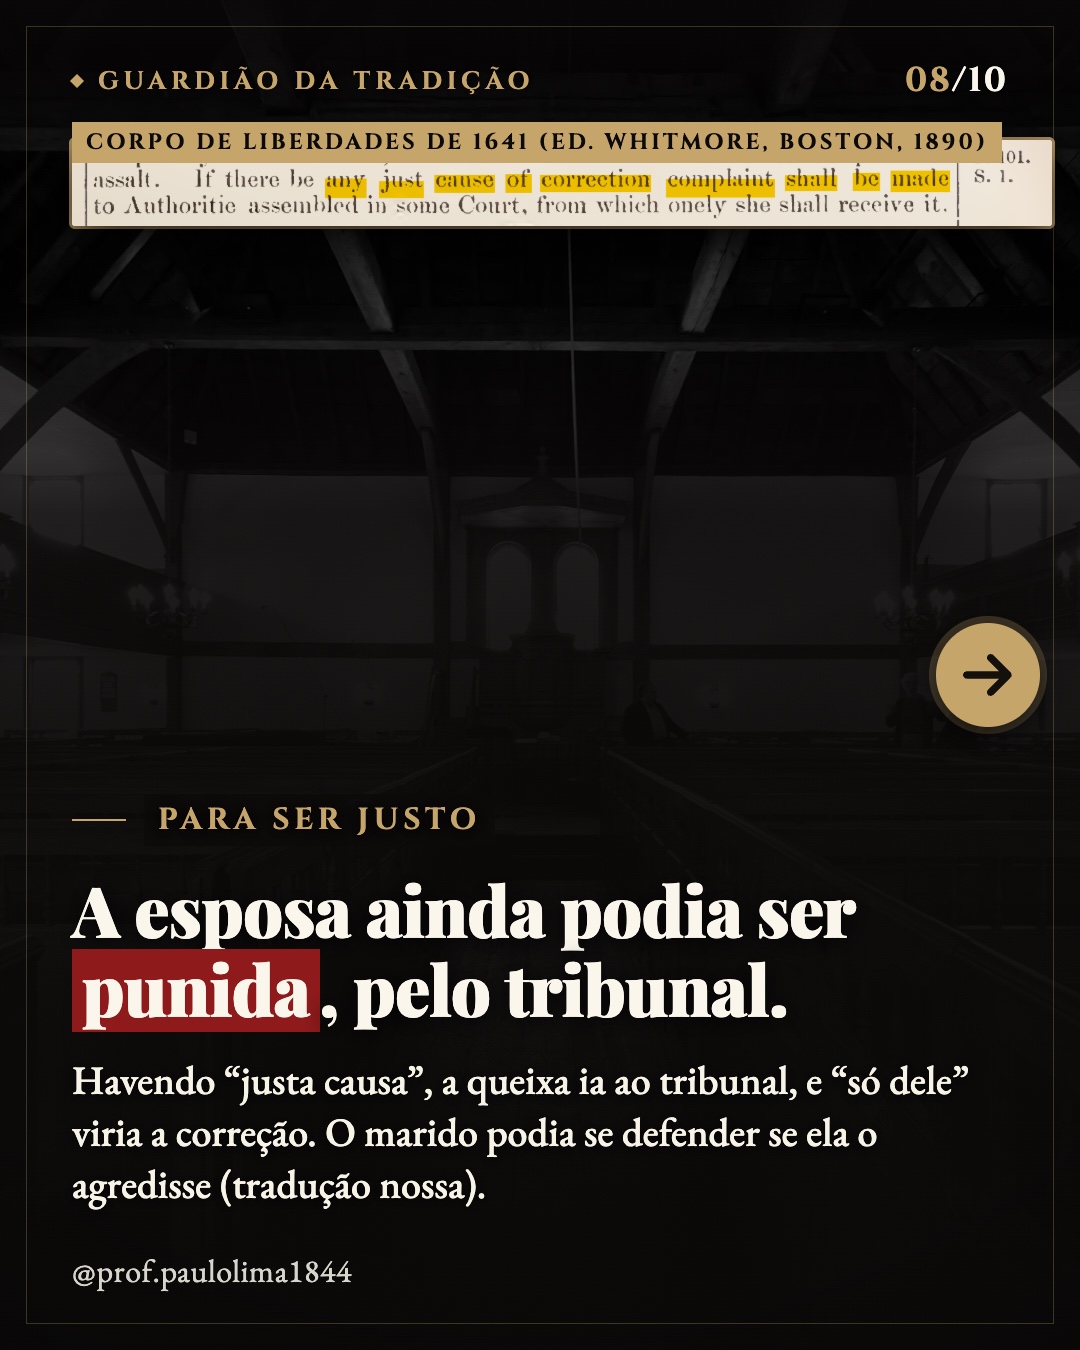 GUARDIÃO DA TRADIÇÃO
08/10
CORPO DE LIBERDADES DE 1641 (ED. WHITMORE, BOSTON, 1890)
101.
assalt. If there be any just cause of correction complaint shall be made
S. 1.
to Authoritie assembled in some Court, from which onely she shall receive it.
PARA SER JUSTO
A esposa ainda podia ser
punida, pelo tribunal.
Havendo “justa causa”, a queixa ia ao tribunal, e “só dele”
viria a correção. O marido podia se defender se ela o
agredisse (tradução nossa).
@prof.paulolima1844